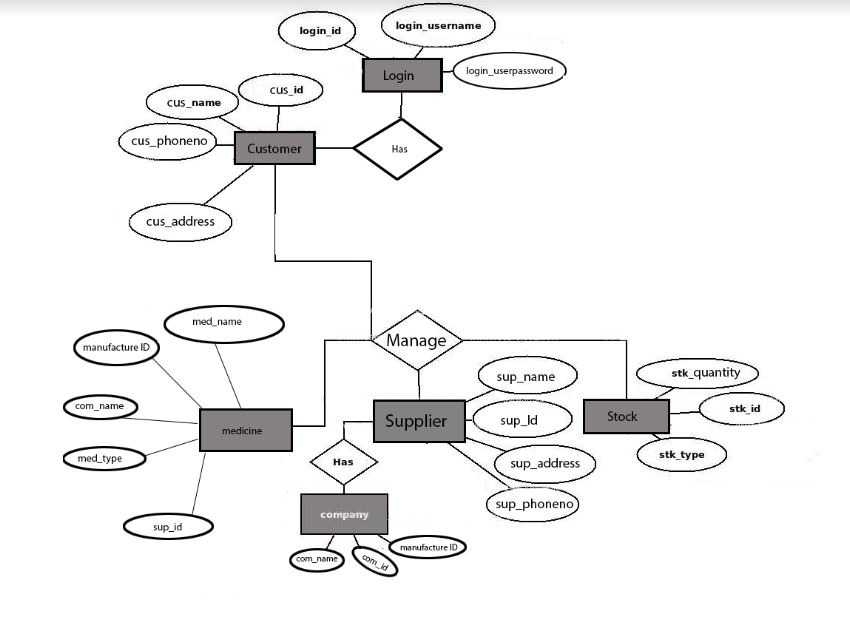 login_id
login_username
Login
login_userpassword
cus_name
cus_id
cus_phoneno
Customer
Has
cus_address
med_name
manufacture ID
Manage
sup_name
stk_quantity
com_name
medicine
Supplier
sup_Id
Stock
stk_id
med_type
Has
sup_address
stk_type
sup_id
company
sup_phoneno
com_name
com_id
manufacture ID